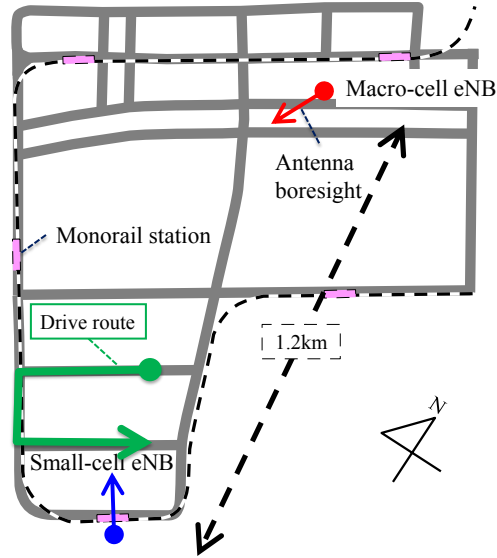 Macro-cell eNB
Antenna
boresight
Monorail station
Drive route
1.2km
N
Small-cell eNB